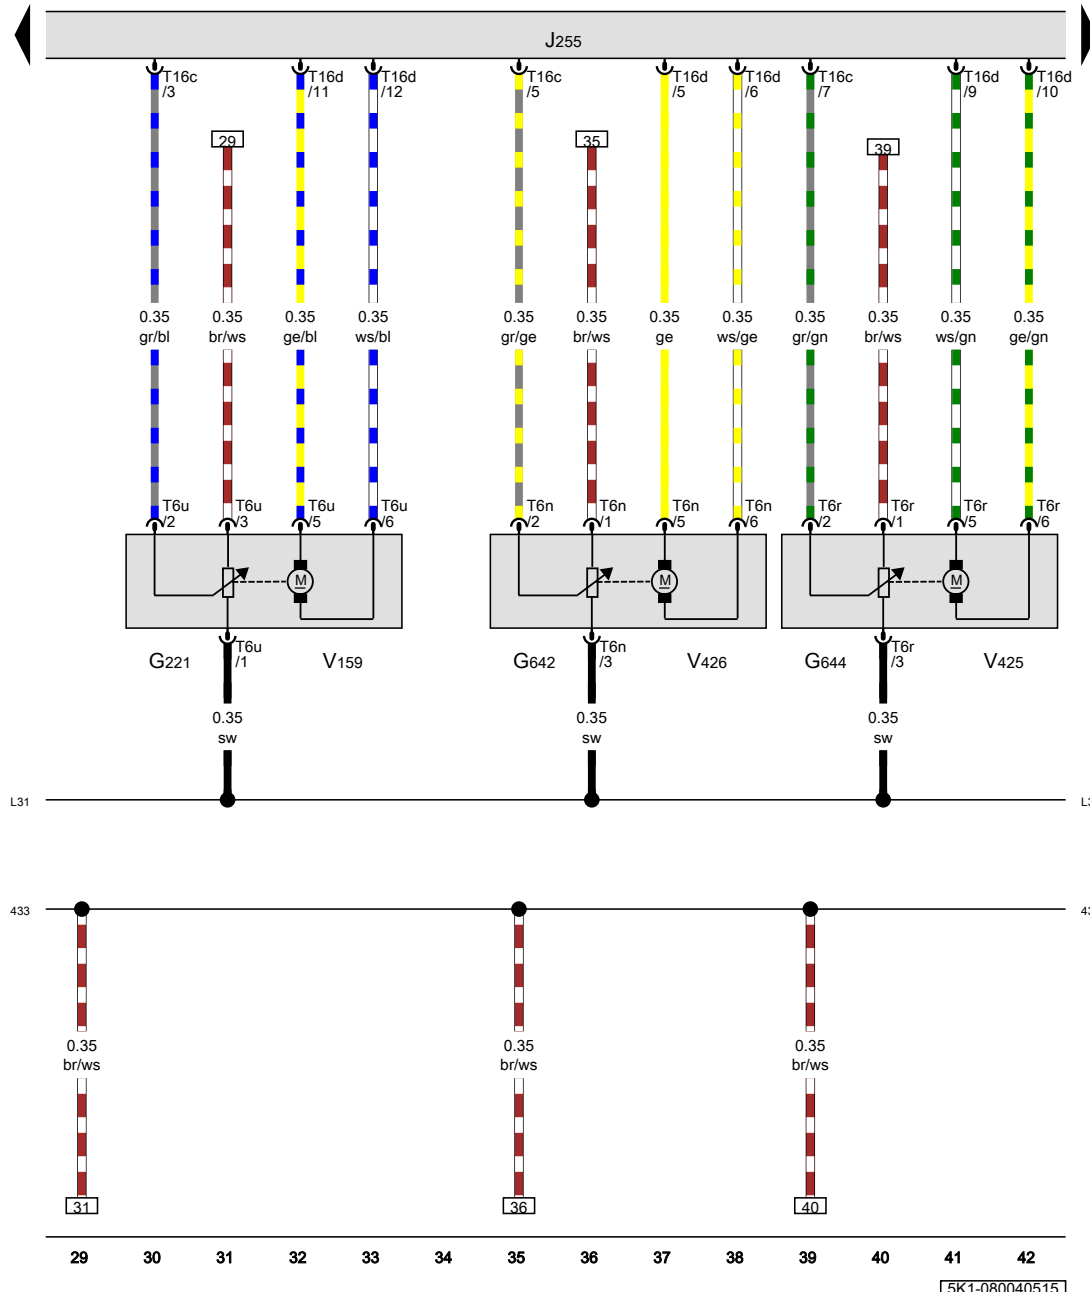 J255
T16c T16d T16d T16c T16d T16d T16c T16d T16d
/3 /11 /12 /5 /5 /6 /7 /9 /10
29 35 39
0.35 0.35 0.35 0.35 0.35 0.35 0.35 0.35 0.35 0.35 0.35 0.35
gr/bl br/ws ge/bl ws/bl gr/ge br/ws ge ws/ge gr/gn br/ws ws/gn ge/gn
T6u T6u T6u T6u T6n T6n T6n T6n T6r T6r T6r T6r
/2 /3 /5 /6 /2 /1 /5 /6 /2 /1 /5 /6
M M M
T6u T6n T6r
G221 /1 V159 G642 /3 V426 G644 /3 V425
0.35 0.35 0.35
sw sw sw
L31 L3
433 43
0.35 0.35 0.35
br/ws br/ws br/ws
31 36 40
29 30 31 32 33 34 35 36 37 38 39 40 41 42
5K1-080040515